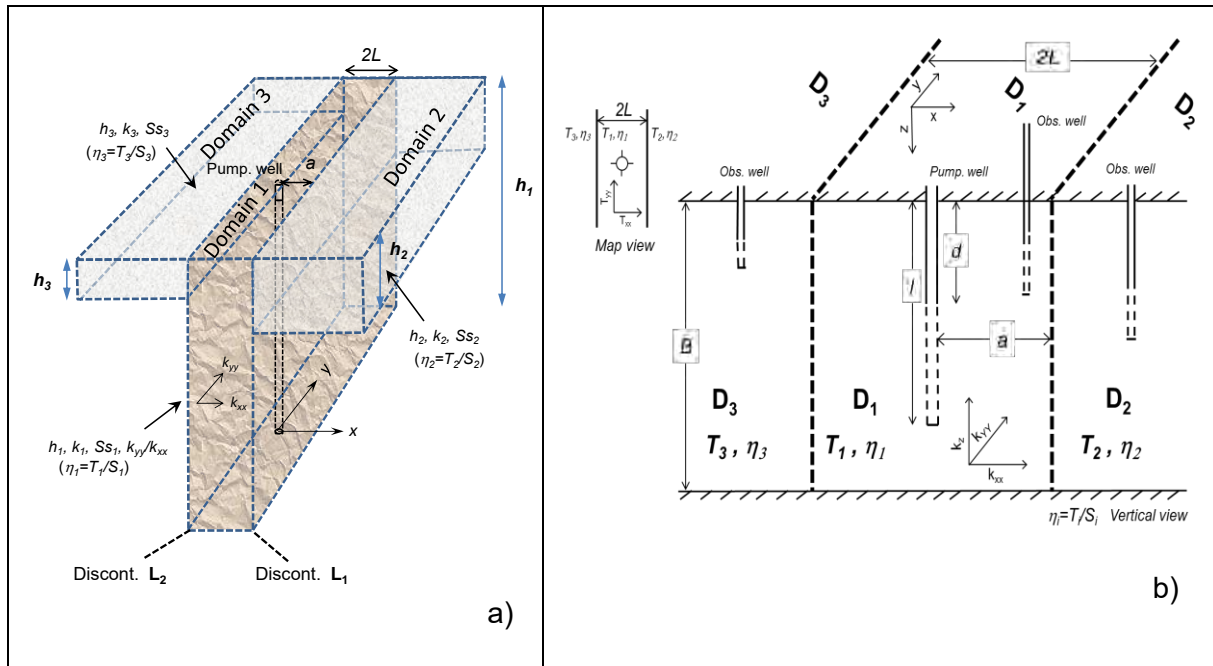 2L
Domain 3
Domain 1
Domain 2
h3, k3, Ss3
(η3=T3/S3)
Pump. well
a
h1
h2
h3
h2, k2, Ss2
(η2=T2/S2)
kyy
kxx
y
x
h1, k1, Ss1, kyy/kxx
(η1=T1/S1)
Discont. L2
Discont. L1
a)
2L
T3, η3
T1, η1
T2, η2
Tyy
Txx
Map view
D3
D1
D2
2L
y
x
z
Obs. well
Obs. well
Pump. well
Obs. well
B
l
d
a
D3
D1
D2
T3 , η3
T1 , η1
T2 , η2
kz
kYY
kxx
ηi=Ti/Si Vertical view
b)